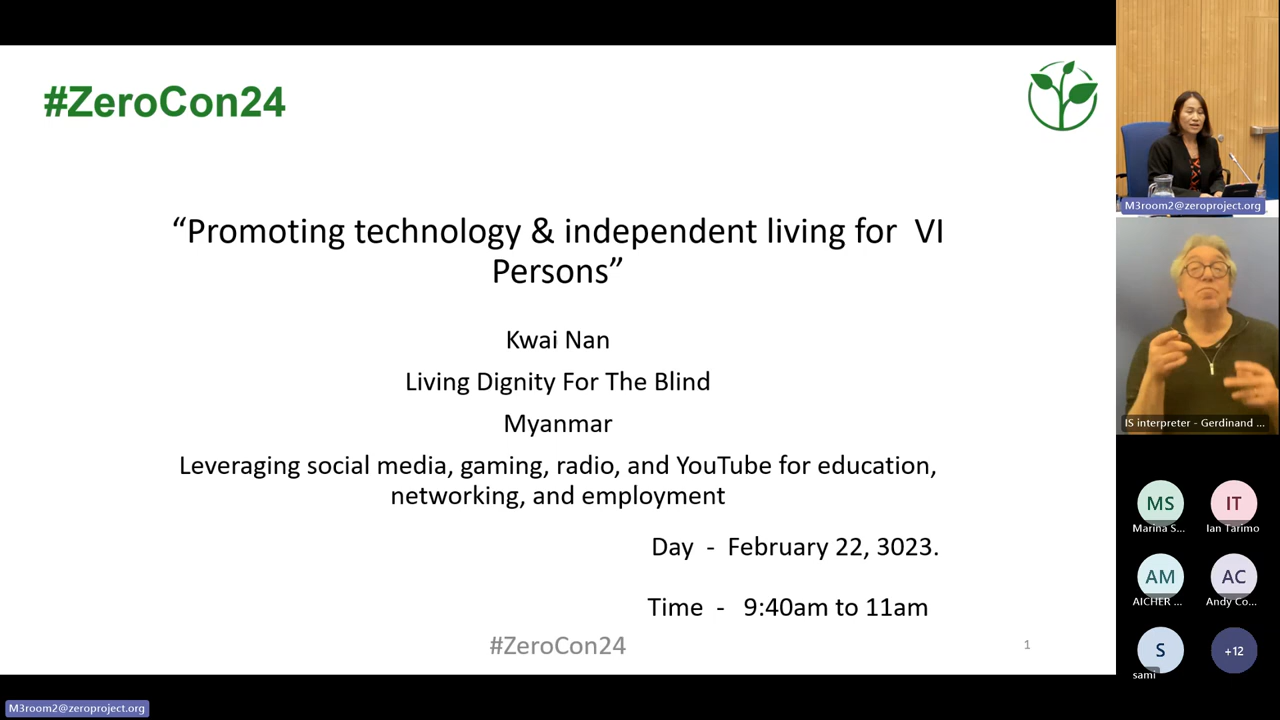 #ZeroCon24
“Promoting technology & independent living for VI
Persons”
Kwai Nan
Living Dignity For The Blind
Myanmar
Leveraging social media, gaming, radio, and YouTube for education,
networking, and employment
Day - February 22, 3023.
Time - 9:40am to 11am
#ZeroCon24
1
M3room2@zeroproject.org
M3room2@zeroproject.org
IS interpreter - Gerdinand ...
MS
Marina S...
IT
Ian Tarimo
AM
AICHER ...
AC
Andy Co...
S
sami
+12